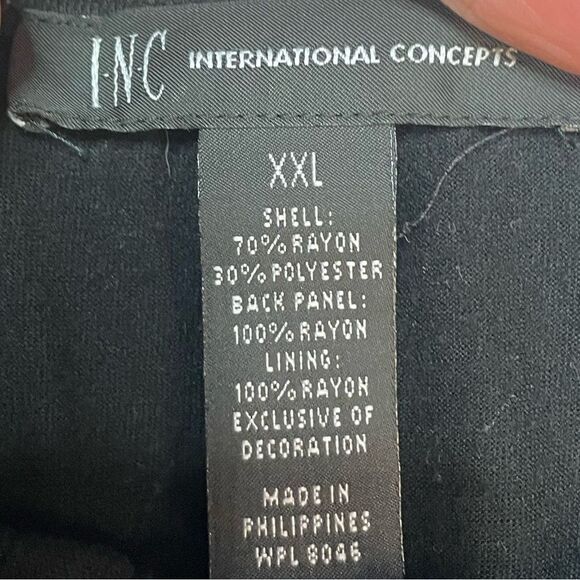 I·N·C INTERNATIONAL CONCEPTS
XXL
SHELL:
70% RAYON
30% POLYESTER
BACK PANEL:
100% RAYON
LINING:
100% RAYON
EXCLUSIVE OF
DECORATION
MADE IN
PHILIPPINES
WPL 8046